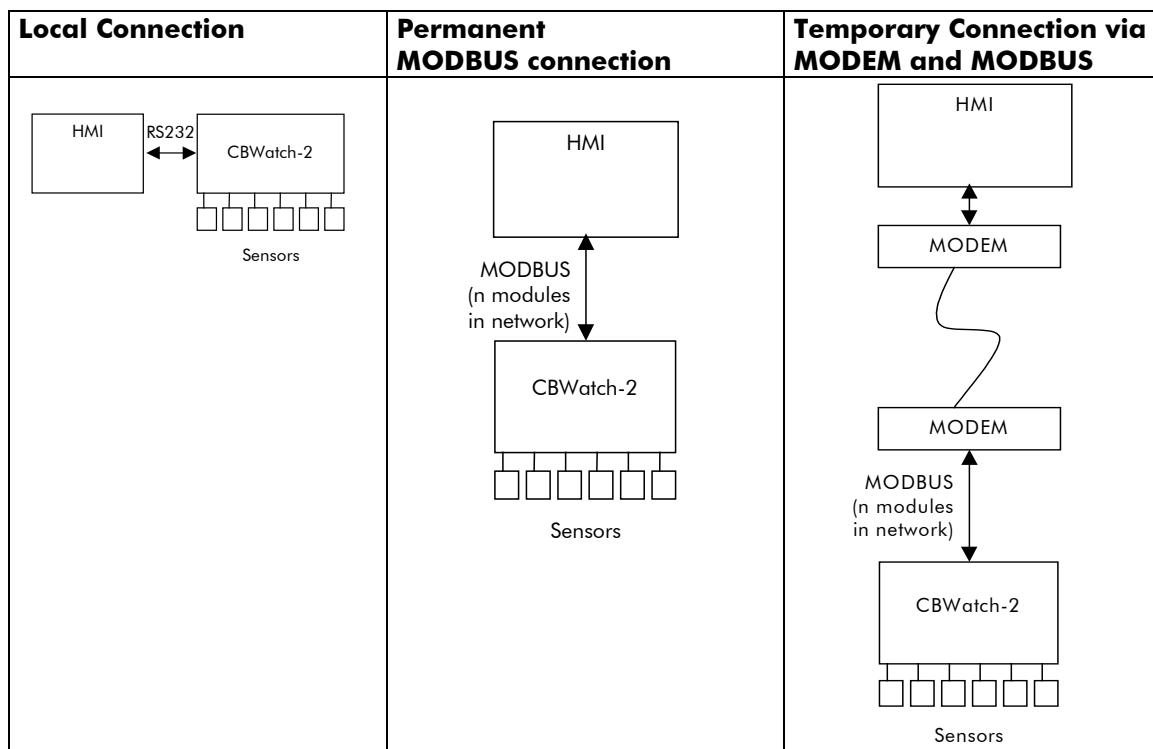 Local Connection
Permanent
MODBUS connection
Temporary Connection via
MODEM and MODBUS
HMI
RS232
CBWatch-2
Sensors
HMI
MODBUS
(n modules
in network)
CBWatch-2
Sensors
HMI
MODEM
MODEM
MODBUS
(n modules
in network)
CBWatch-2
Sensors